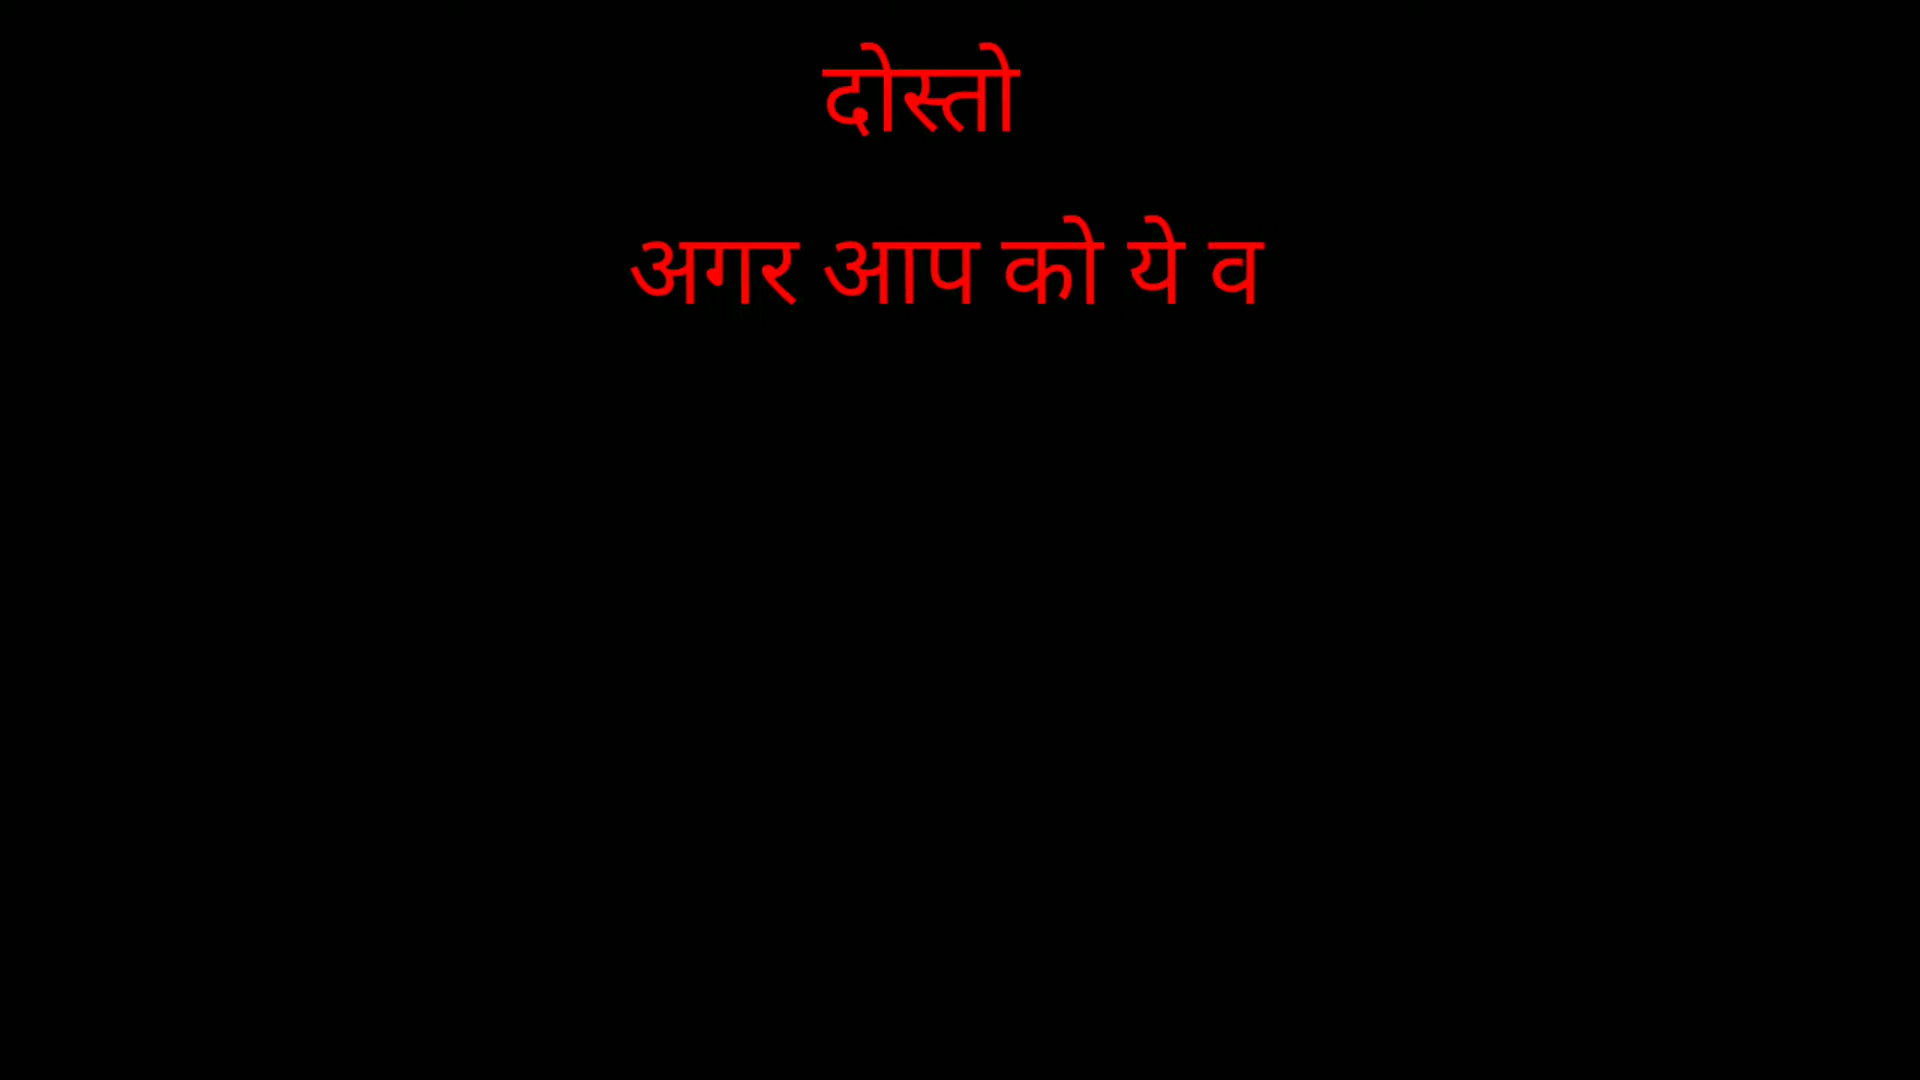 दोस्तो
अगर आप को ये व